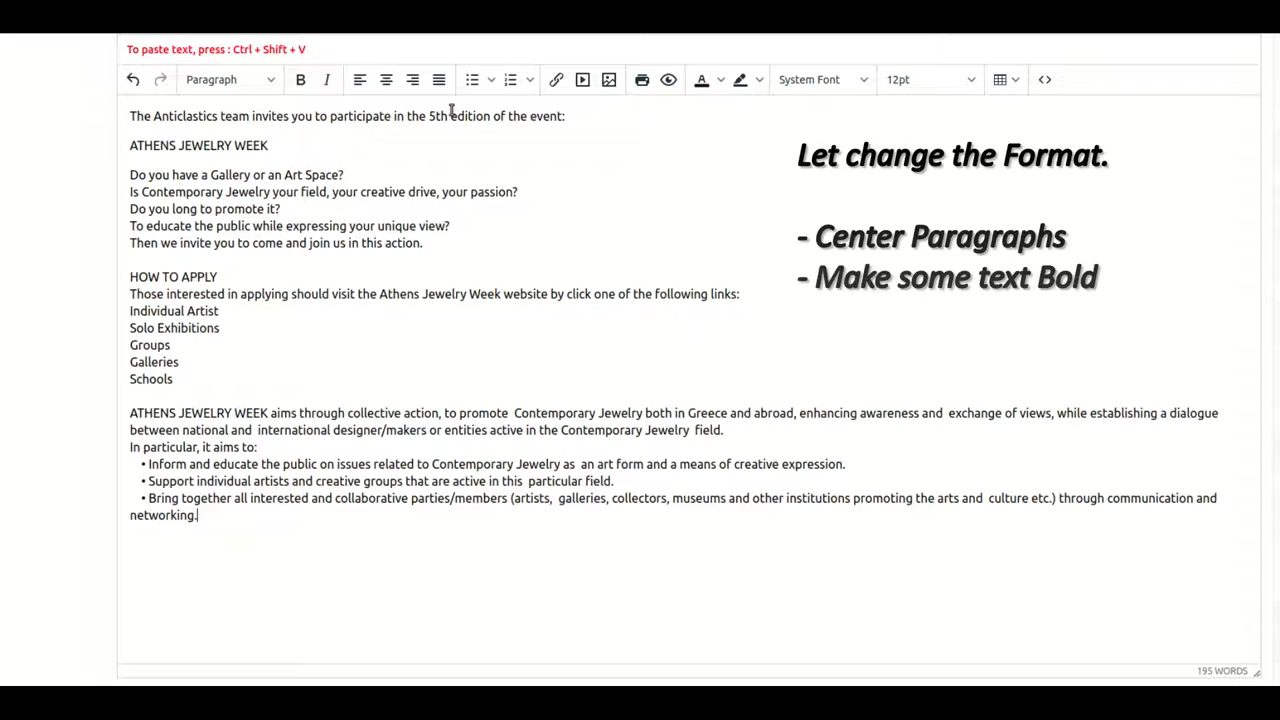 To paste text, press : Ctrl + Shift + V
Paragraph
B
I
A
System Font
12pt
The Anticlastics team invites you to participate in the 5th edition of the event:
ATHENS JEWELRY WEEK
Do you have a Gallery or an Art Space?
Is Contemporary Jewelry your field, your creative drive, your passion?
Do you long to promote it?
To educate the public while expressing your unique view?
Then we invite you to come and join us in this action.
Let change the Format.
- Center Paragraphs
- Make some text Bold
HOW TO APPLY
Those interested in applying should visit the Athens Jewelry Week website by click one of the following links:
Individual Artist
Solo Exhibitions
Groups
Galleries
Schools
ATHENS JEWELRY WEEK aims through collective action, to promote Contemporary Jewelry both in Greece and abroad, enhancing awareness and exchange of views, while establishing a dialogue
between national and international designer/makers or entities active in the Contemporary Jewelry field.
In particular, it aims to:
• Inform and educate the public on issues related to Contemporary Jewelry as an art form and a means of creative expression.
• Support individual artists and creative groups that are active in this particular field.
• Bring together all interested and collaborative parties/members (artists, galleries, collectors, museums and other institutions promoting the arts and culture etc.) through communication and
networking.
195 WORDS